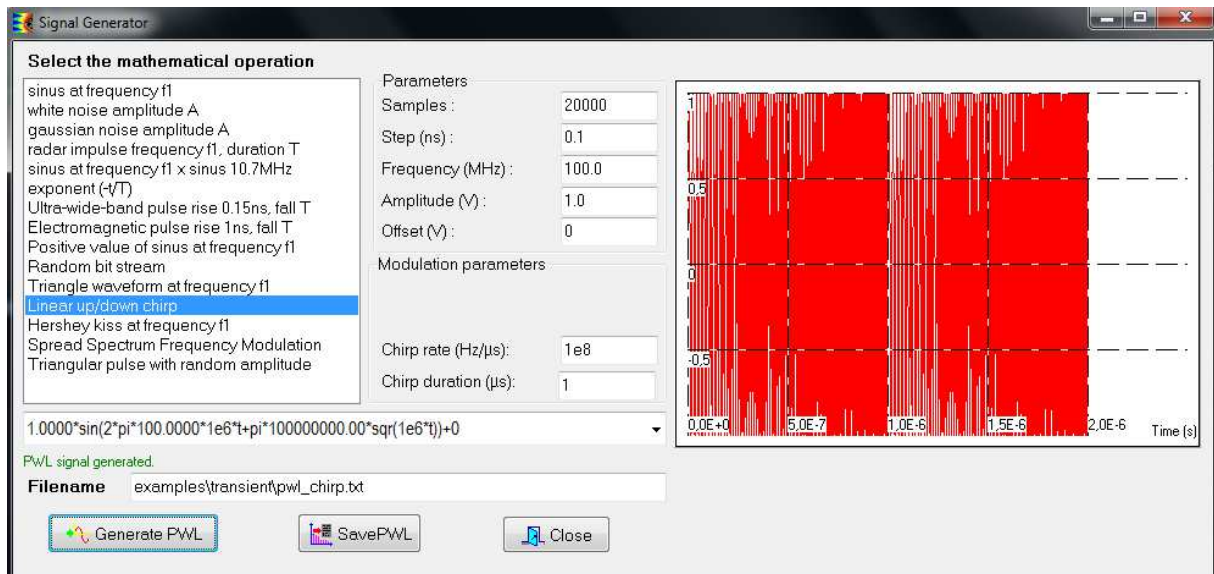 Signal Generator
Select the mathematical operation
sinus at frequency f1
white noise amplitude A
gaussian noise amplitude A
radar impulse frequency f1, duration T
sinus at frequency f1 x sinus 10.7MHz
exponent (-t/T)
Ultra-wide-band pulse rise 0.15ns, fall T
Electromagnetic pulse rise 1ns, fall T
Positive value of sinus at frequency f1
Random bit stream
Triangle waveform at frequency f1
Linear up/down chirp
Hershey kiss at frequency f1
Spread Spectrum Frequency Modulation
Triangular pulse with random amplitude
Parameters
Samples : 20000
Step (ns) : 0.1
Frequency (MHz) : 100.0
Amplitude (V) : 1.0
Offset (V) : 0
Modulation parameters
Chirp rate (Hz/µs): 1e8
Chirp duration (µs): 1
1
0,5
0
-0,5
0,0E+0 5,0E-7 1,0E-6 1,5E-6 2,0E-6 Time (s)
1.0000*sin(2*pi*100.0000*1e6*t+pi*100000000.00*sqr(1e6*t))+0
PWL signal generated.
Filename examples\transient\pwl_chirp.txt
Generate PWL SavePWL Close